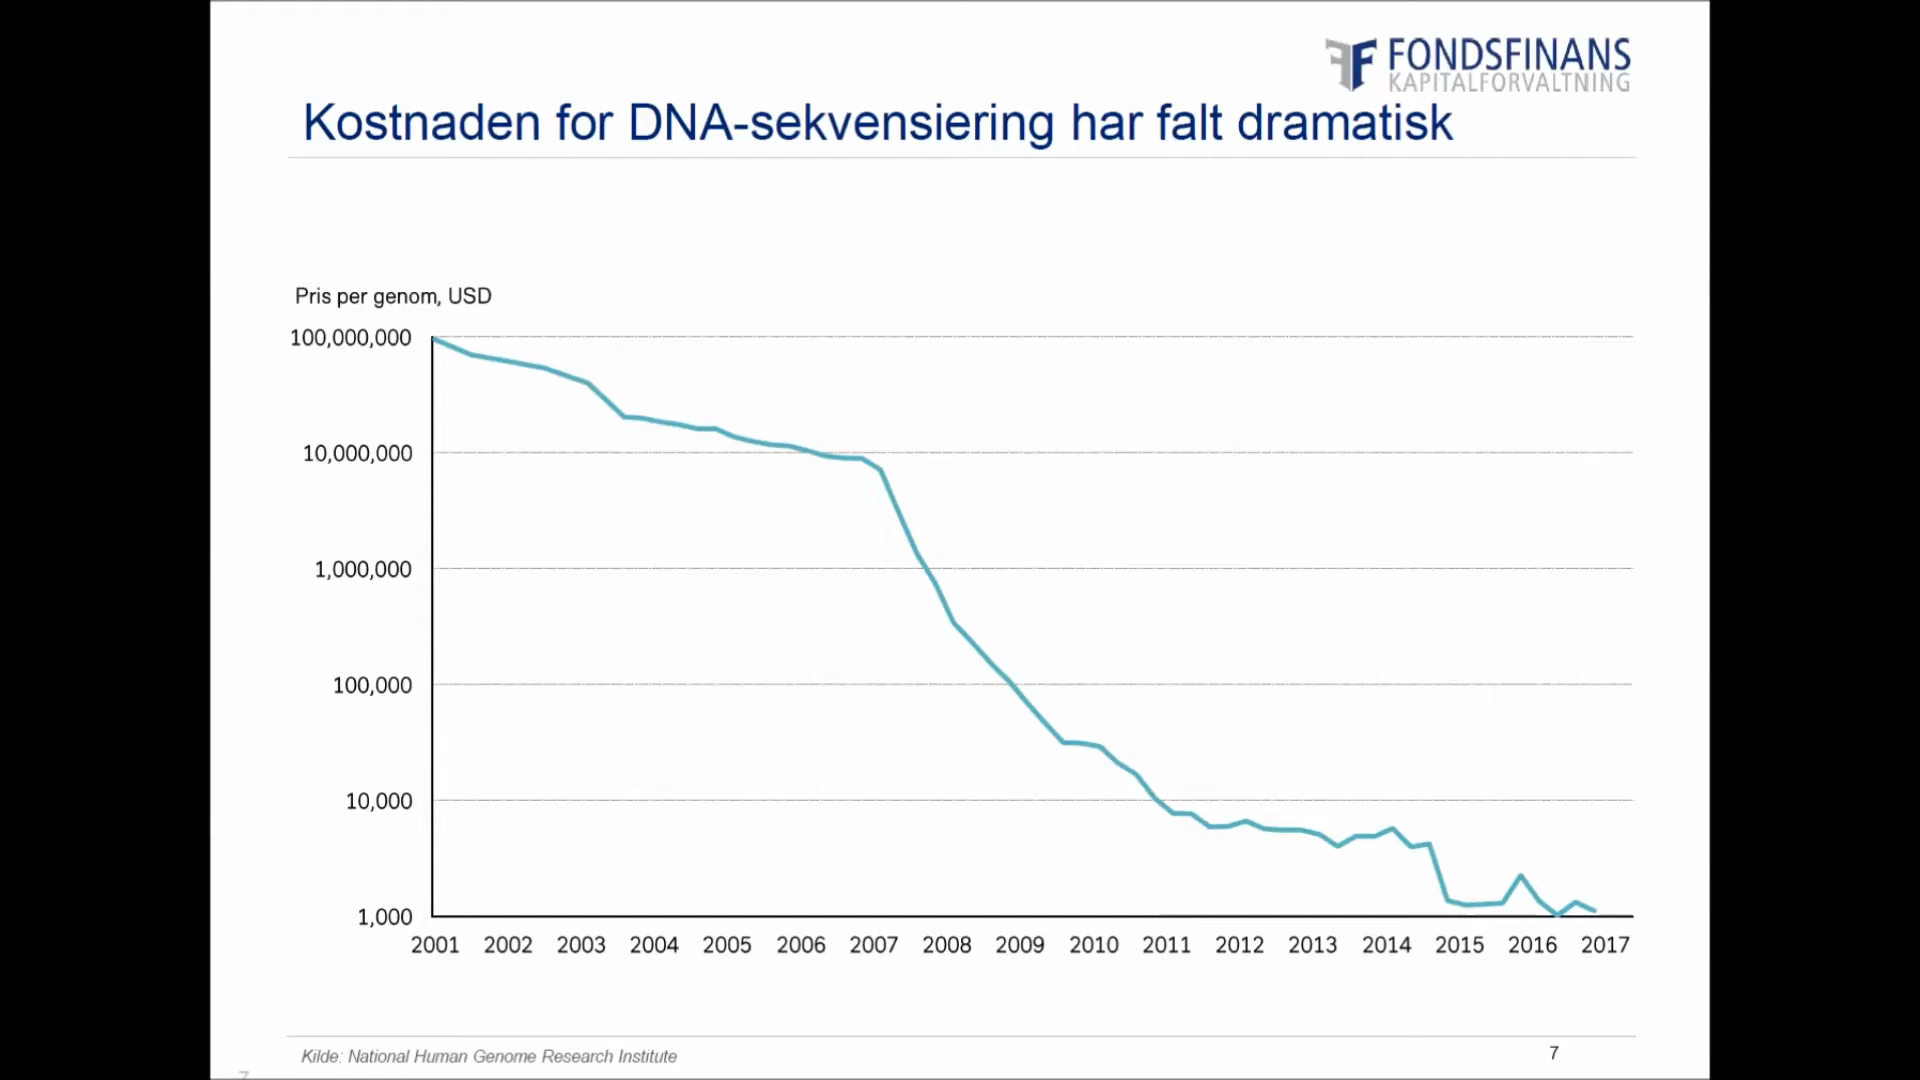 FONDSFINANS
KAPITALFORVALTNING
Kostnaden for DNA-sekvensiering har falt dramatisk
Pris per genom, USD
100,000,000
10,000,000
1,000,000
100,000
10,000
1,000
2001 2002 2003 2004 2005 2006 2007 2008 2009 2010 2011 2012 2013 2014 2015 2016 2017
Kilde: National Human Genome Research Institute
7
7